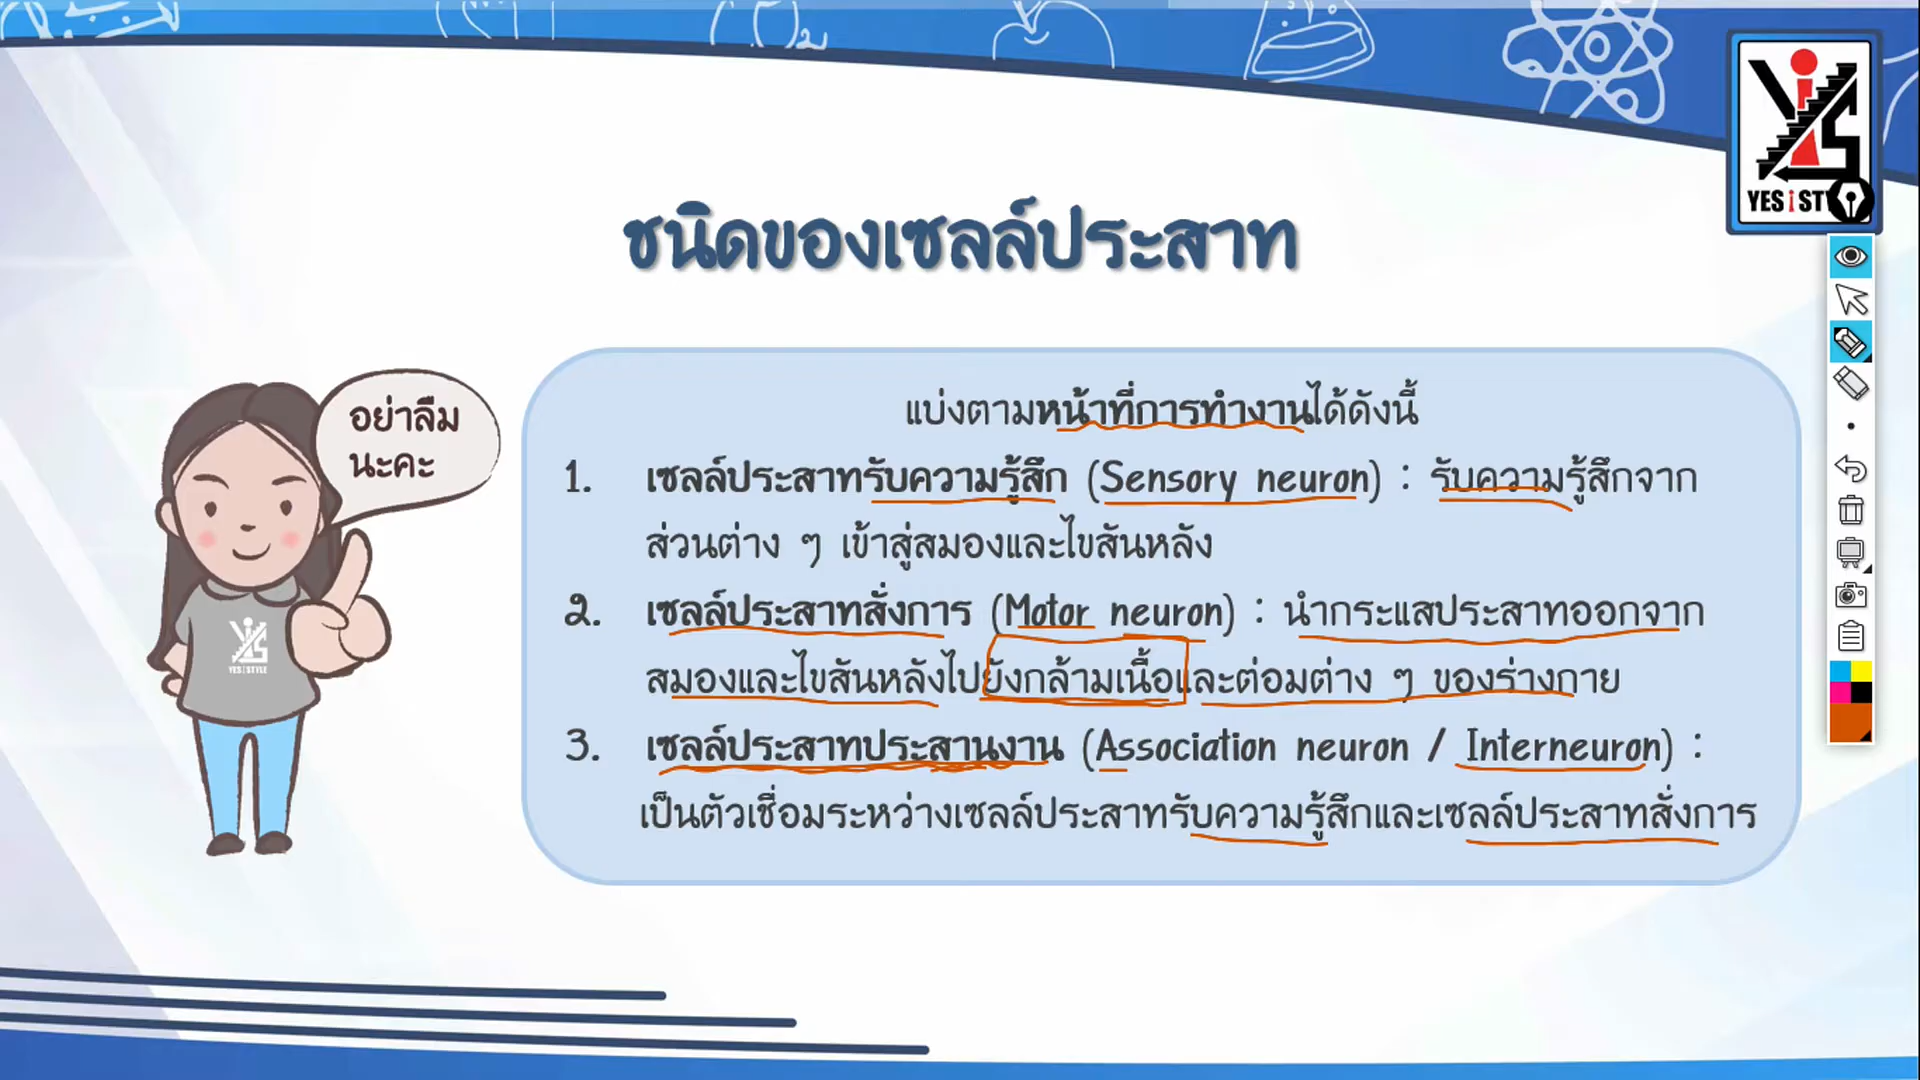 YES i ST
ชนิดของเซลล์ประสาท
อย่าลืม
นะคะ
YES i STYLE
แบ่งตามหน้าที่การทำงานได้ดังนี้
1. เซลล์ประสาทรับความรู้สึก (Sensory neuron) : รับความรู้สึกจาก
ส่วนต่าง ๆ เข้าสู่สมองและไขสันหลัง
2. เซลล์ประสาทสั่งการ (Motor neuron) : นำกระแสประสาทออกจาก
สมองและไขสันหลังไปยังกล้ามเนื้อและต่อมต่าง ๆ ของร่างกาย
3. เซลล์ประสาทประสานงาน (Association neuron / Interneuron) :
เป็นตัวเชื่อมระหว่างเซลล์ประสาทรับความรู้สึกและเซลล์ประสาทสั่งการ